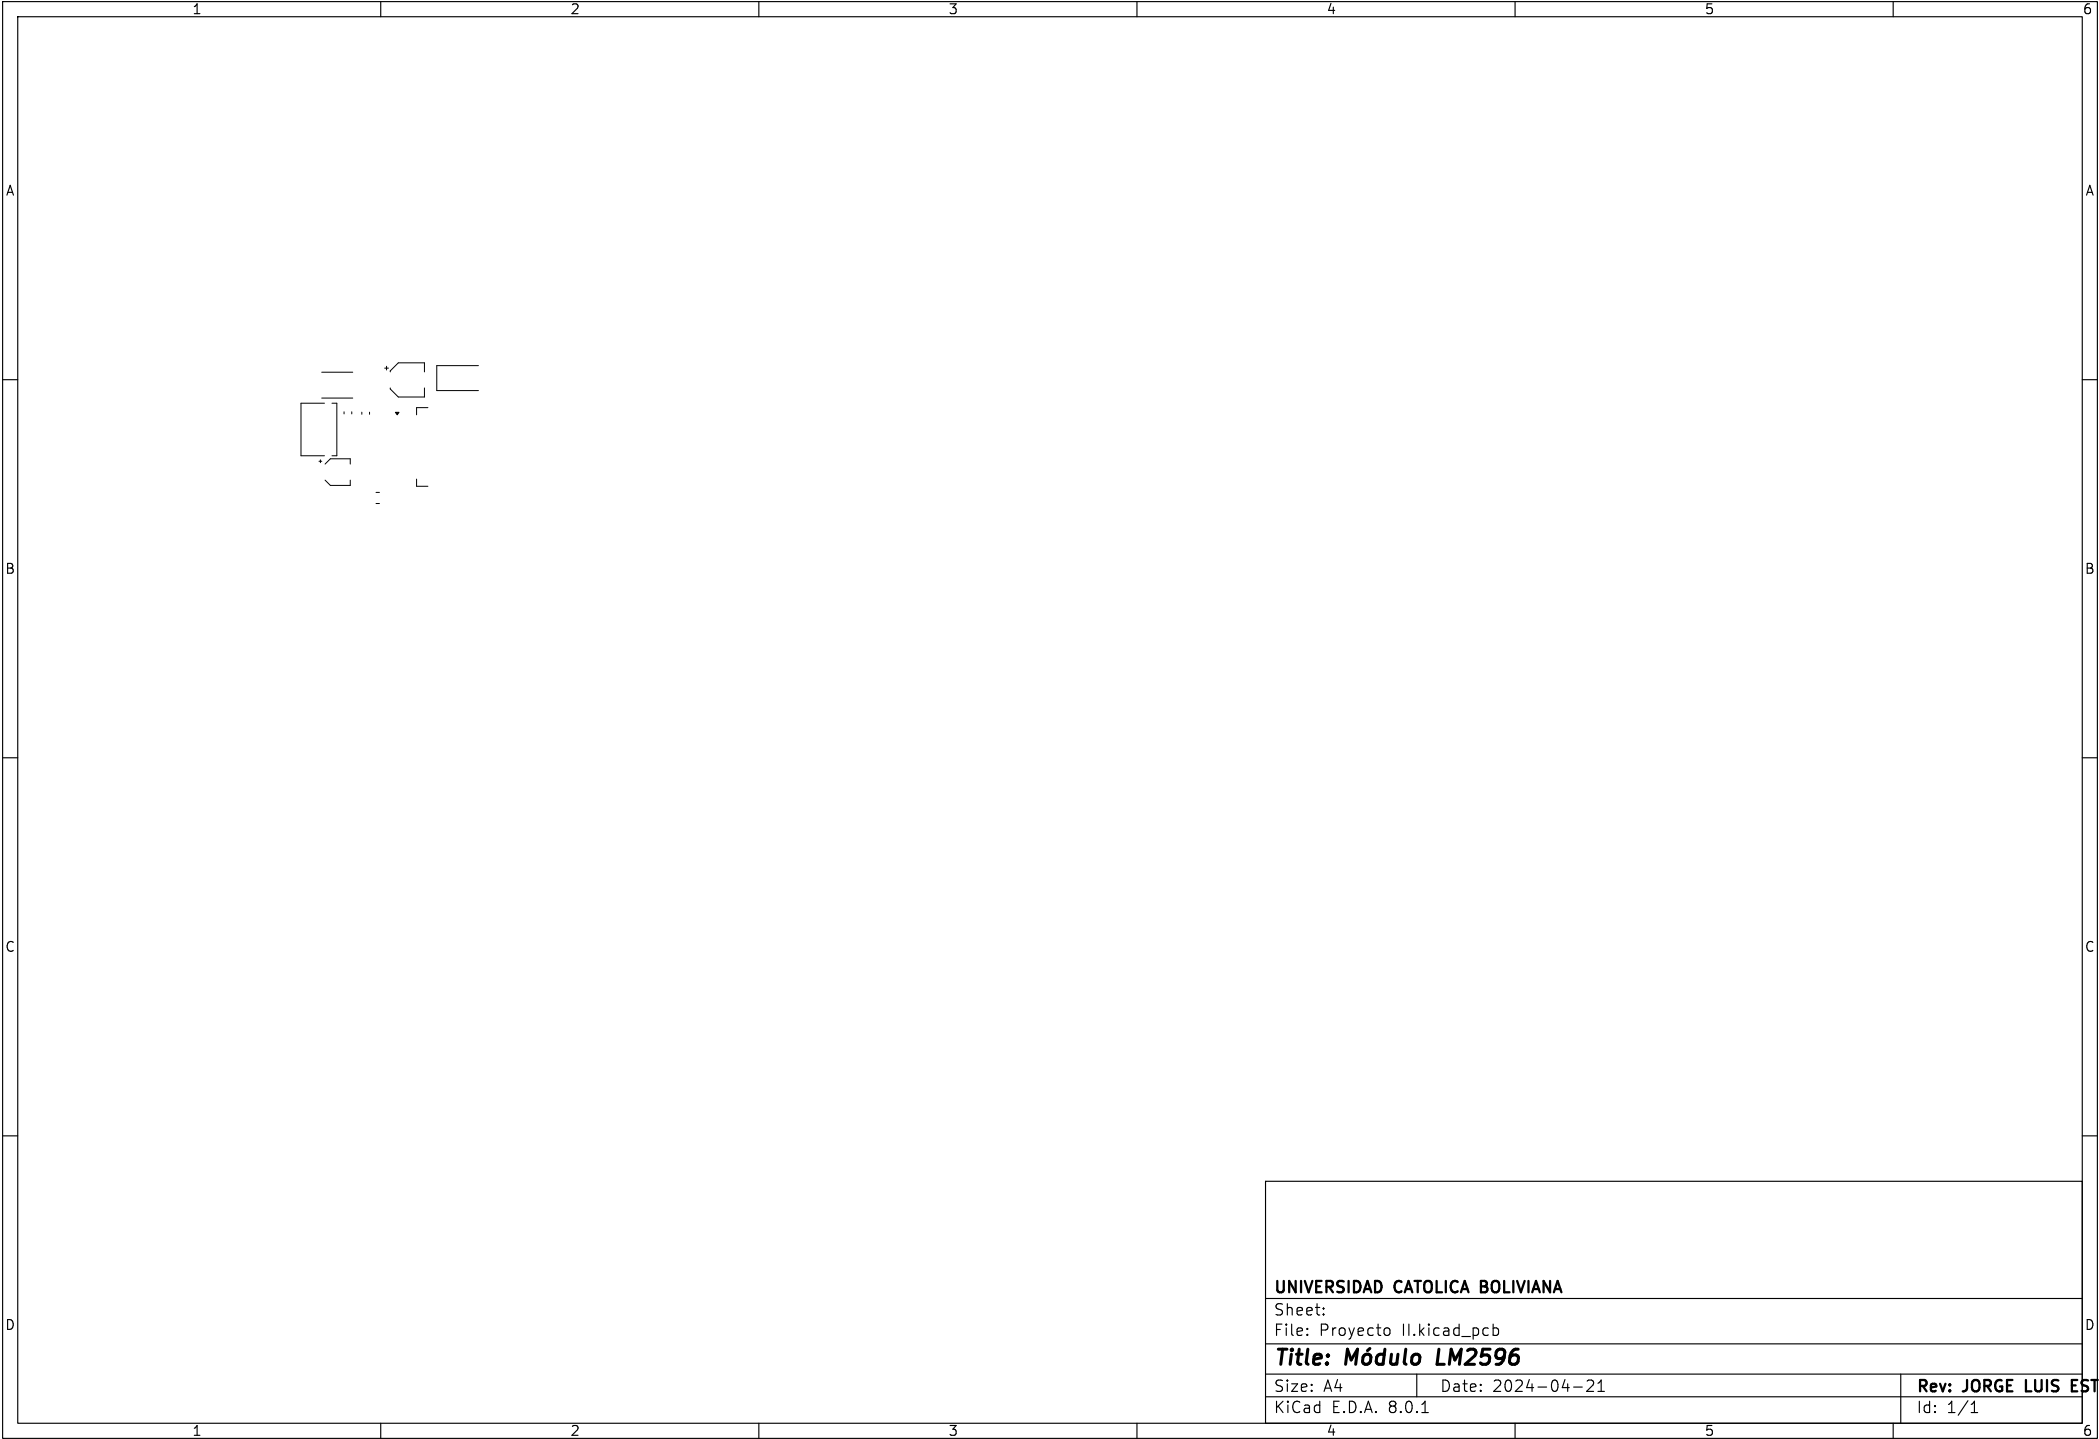 1 2 3 4 5 6
A A
+
+
B B
C C
UNIVERSIDAD CATOLICA BOLIVIANA
Sheet:
File: Proyecto II.kicad_pcb
D D
Title: Módulo LM2596
Size: A4 Date: 2024-04-21 Rev: JORGE LUIS EST
KiCad E.D.A. 8.0.1 Id: 1/1
1 2 3 4 5 6